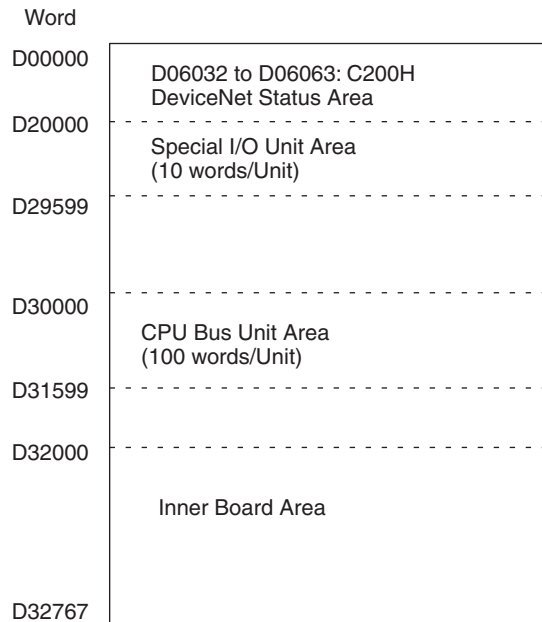 Word
D00000
D06032 to D06063: C200H
DeviceNet Status Area
D20000
Special I/O Unit Area
(10 words/Unit)
D29599
D30000
CPU Bus Unit Area
(100 words/Unit)
D31599
D32000
Inner Board Area
D32767